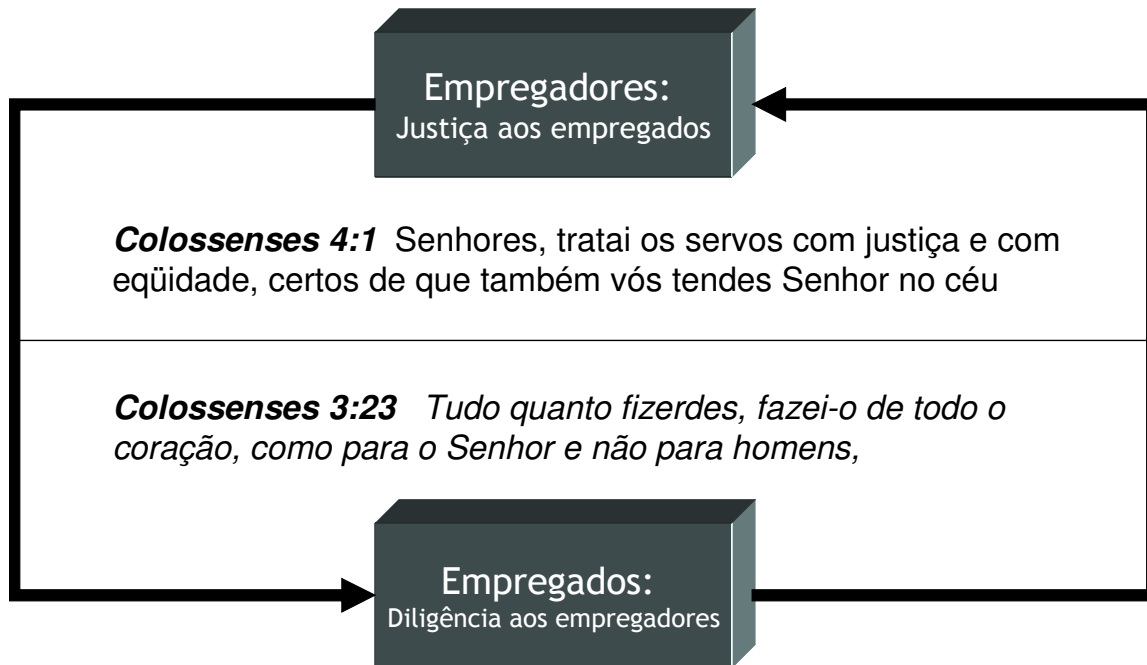 Empregadores:
Justiça aos empregados
Colossenses 4:1 Senhores, tratai os servos com justiça e com
eqüidade, certos de que também vós tendes Senhor no céu
Colossenses 3:23 Tudo quanto fizerdes, fazei-o de todo o
coração, como para o Senhor e não para homens,
Empregados:
Diligência aos empregadores